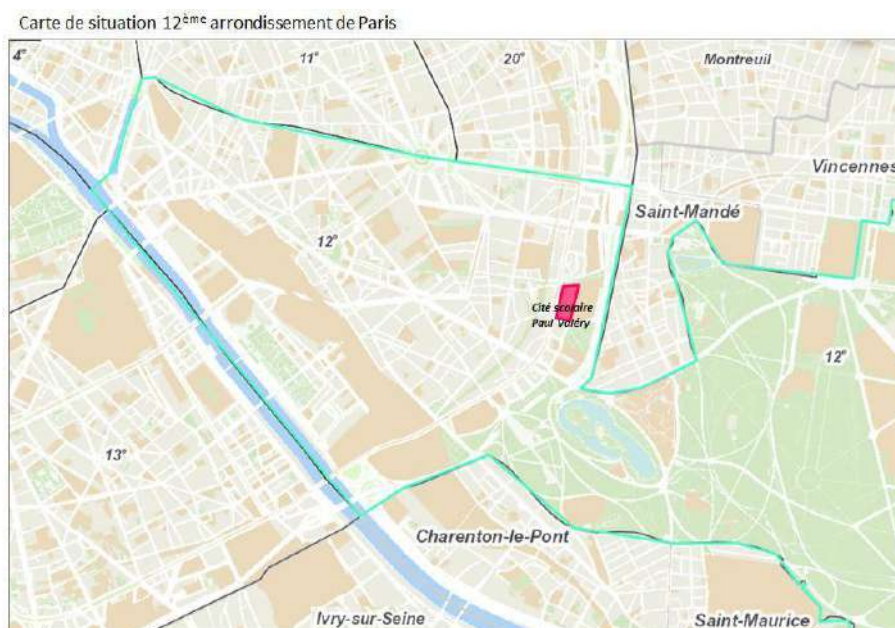 Carte de situation 12ème arrondissement de Paris
4e
11e
20e
Montreuil
Vincennes
Saint-Mandé
12e
Cité scolaire
Paul Valéry
12e
13e
Charenton-le-Pont
Ivry-sur-Seine
Saint-Maurice